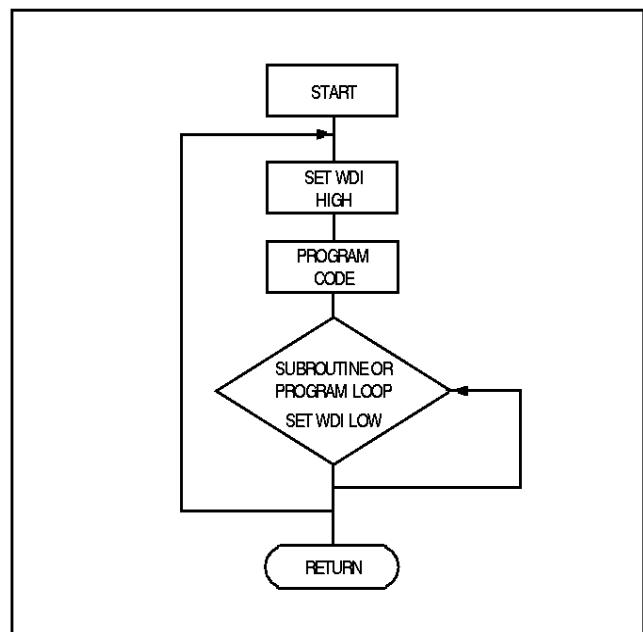 START
SET WDI
HIGH
PROGRAM
CODE
SUBROUTINE OR
PROGRAM LOOP
SET WDI LOW
RETURN